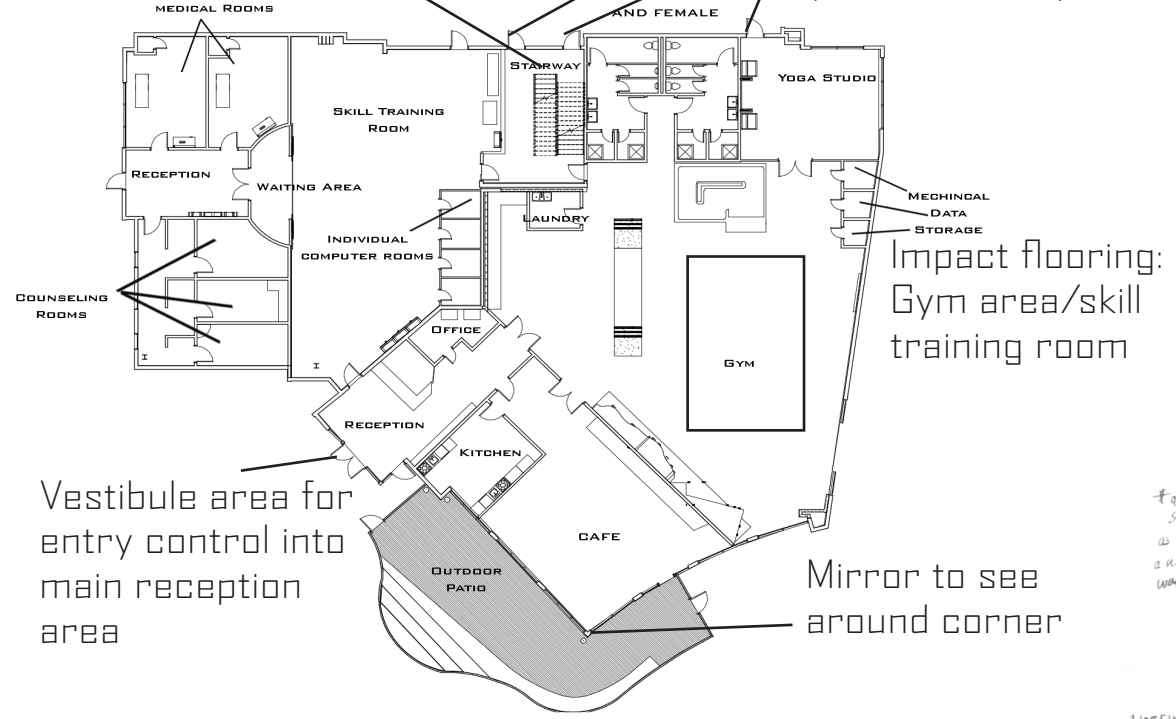 MEDICAL ROOMS
AND FEMALE
STAIRWAY
YOGA STUDIO
SKILL TRAINING
ROOM
RECEPTION
WAITING AREA
MECHINCAL
DATA
STORAGE
LAUNDRY
INDIVIDUAL
COMPUTER ROOMS
COUNSELING
ROOMS
OFFICE
GYM
Impact flooring:
Gym area/skill
training room
RECEPTION
KITCHEN
CAFE
OUTDOOR
PATIO
Vestibule area for
entry control into
main reception
area
Mirror to see
around corner
as